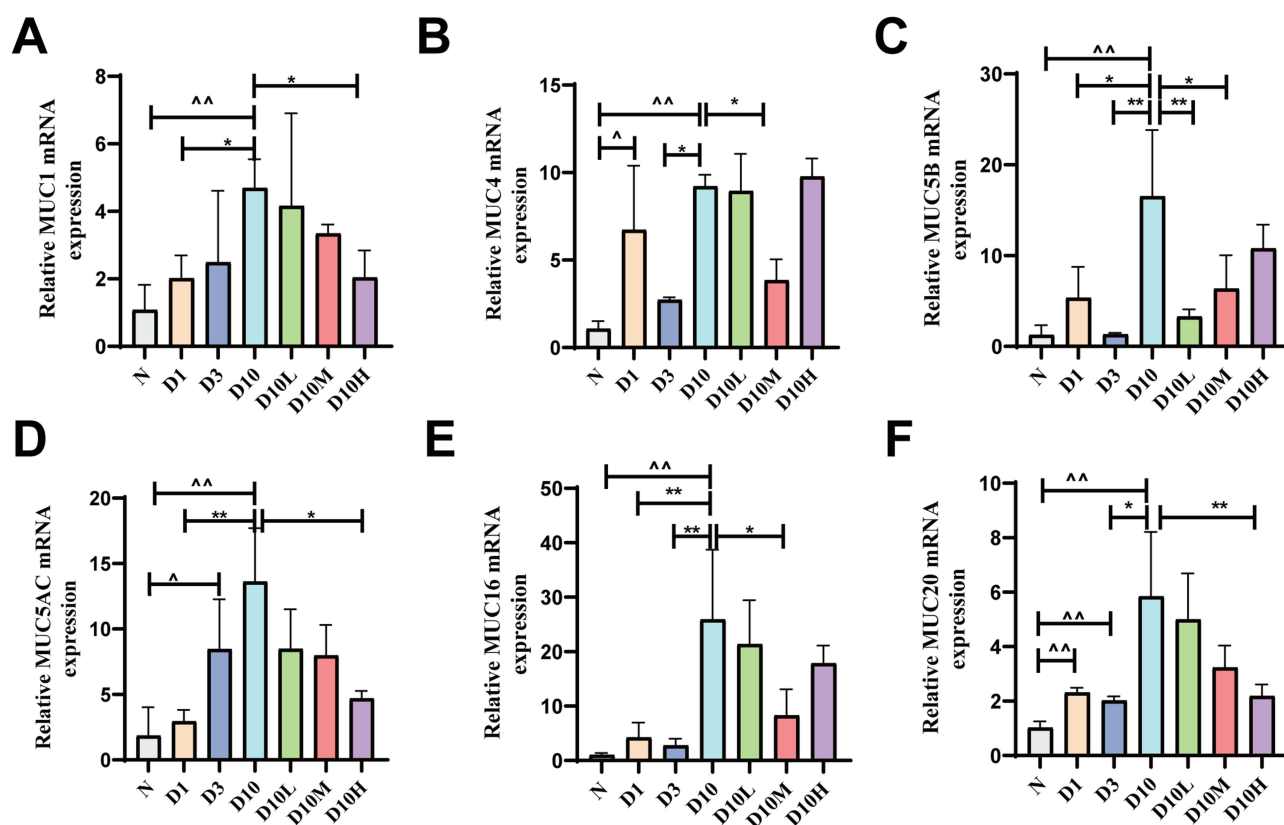 A
Relative MUC1 mRNA
expression
8
6
4
2
0
^^
*
*
N
D1
D3
D10
D10L
D10M
D10H
B
Relative MUC4 mRNA
expression
15
10
5
0
^^
*
^
*
N
D1
D3
D10
D10L
D10M
D10H
C
Relative MUC5B mRNA
expression
30
20
10
0
^^
*
*
**
**
N
D1
D3
D10
D10L
D10M
D10H
D
Relative MUC5AC mRNA
expression
20
15
10
5
0
^^
**
*
^
N
D1
D3
D10
D10L
D10M
D10H
E
Relative MUC16 mRNA
expression
50
40
30
20
10
0
^^
**
**
*
N
D1
D3
D10
D10L
D10M
D10H
F
Relative MUC20 mRNA
expression
10
8
6
4
2
0
^^
*
**
^^
^^
N
D1
D3
D10
D10L
D10M
D10H